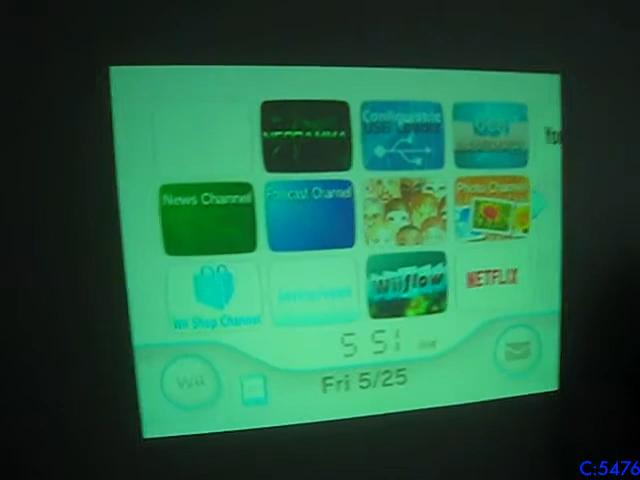 Configurable
USB Loader
News Channel
Forecast Channel
Photo Channel
Wii Shop Channel
Wiiflow
NETFLIX
5 51
Wii
Fri 5/25
C:5476